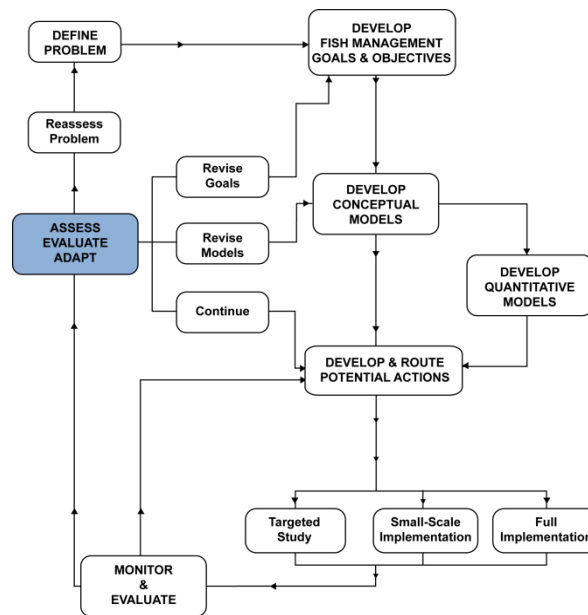 DEFINE
PROBLEM
DEVELOP
FISH MANAGEMENT
GOALS & OBJECTIVES
Reassess
Problem
Revise
Goals
ASSESS
EVALUATE
ADAPT
Revise
Models
DEVELOP
CONCEPTUAL
MODELS
DEVELOP
QUANTITATIVE
MODELS
Continue
DEVELOP & ROUTE
POTENTIAL ACTIONS
Targeted
Study
Small-Scale
Implementation
Full
Implementation
MONITOR
&
EVALUATE